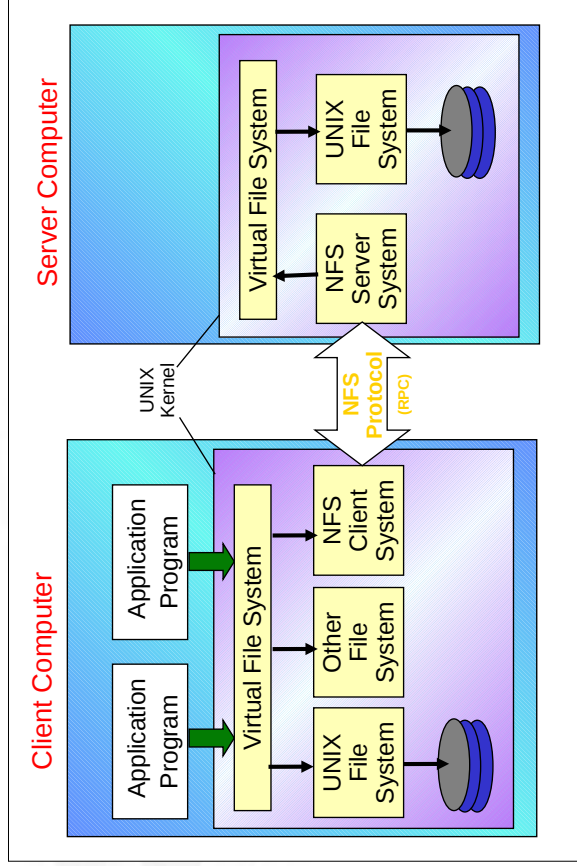 Client Computer
Server Computer
Application
Program
Application
Program
UNIX
Kernel
Virtual File System
Virtual File System
UNIX
File
System
Other
File
System
NFS
Client
System
NFS
Protocol
(RPC)
NFS
Server
System
UNIX
File
System